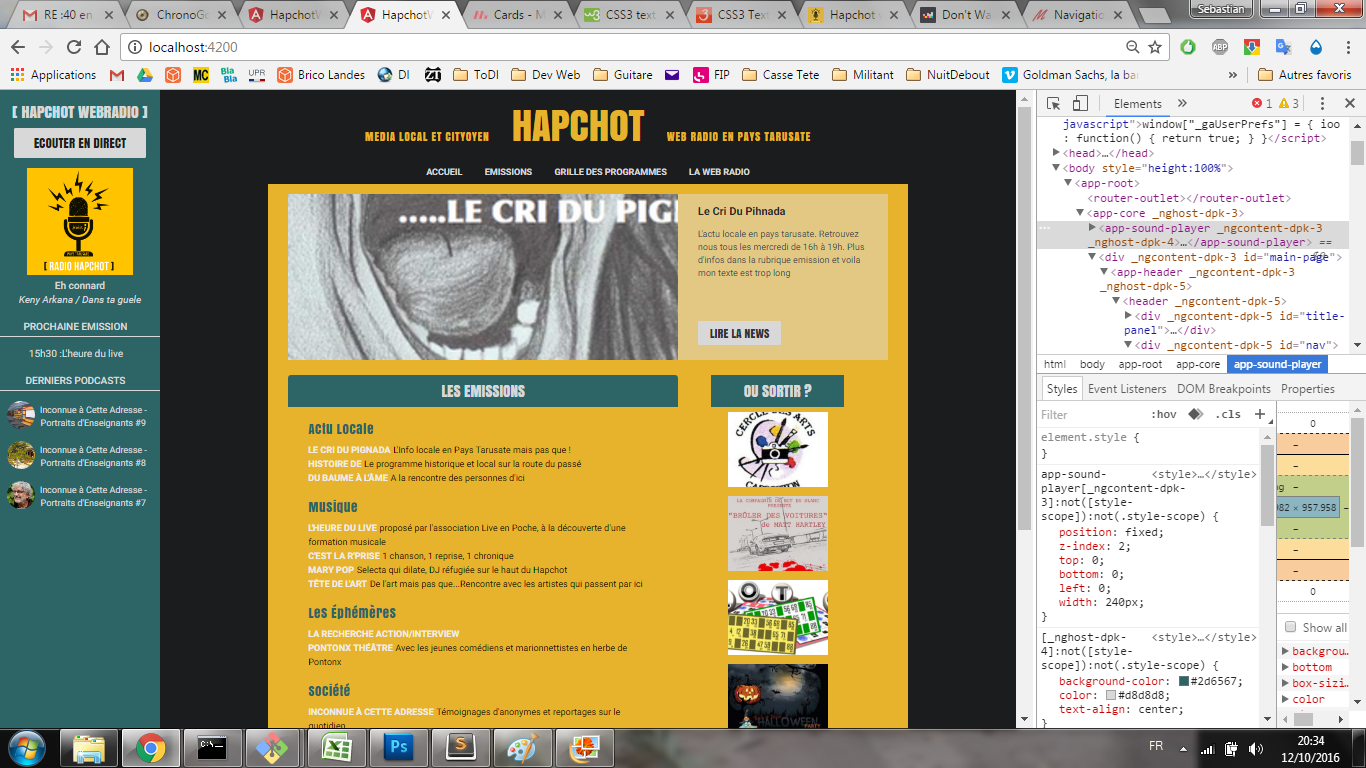 RE :40 en
ChronoGo
HapchotW
HapchotW
Cards - M
CSS3 text
CSS3 Tex
Hapchot
Don't Wa
Navigatio
Sebastian
localhost:4200
Applications
MC
Bla Bla
UPR
Brico Landes
DI
ToDI
Dev Web
Guitare
FIP
Casse Tete
Militant
NuitDebout
Goldman Sachs, la ba
»
Autres favoris
ABP
[ HAPCHOT WEBRADIO ]
ECOUTER EN DIRECT
[ RADIO HAPCHOT ]
Eh connard
Keny Arkana / Dans ta guele
PROCHAINE EMISSION
15h30 :L'heure du live
DERNIERS PODCASTS
Inconnue à Cette Adresse -
Portraits d'Enseignants #9
Inconnue à Cette Adresse -
Portraits d'Enseignants #8
Inconnue à Cette Adresse -
Portraits d'Enseignants #7
MEDIA LOCAL ET CITYOYEN
HAPCHOT
WEB RADIO EN PAYS TARUSATE
ACCUEIL
EMISSIONS
GRILLE DES PROGRAMMES
LA WEB RADIO
.....LE CRI DU PIG
Le Cri Du Pihnada
L'actu locale en pays tarusate. Retrouvez
nous tous les mercredi de 16h à 19h. Plus
d'infos dans la rubrique emission et voila
mon texte est trop long
LIRE LA NEWS
LES EMISSIONS
Actu Locale
LE CRI DU PIGNADA L'Info locale en Pays Tarusate mais pas que !
HISTOIRE DE Le programme historique et local sur la route du passé
DU BAUME À L'ÂME A la rencontre des personnes d'ici
Musique
L'HEURE DU LIVE proposé par l'association Live en Poche, à la découverte d'une
formation musicale
C'EST LA R'PRISE 1 chanson, 1 reprise, 1 chronique
MARY POP Selecta qui dilate, DJ réfugiée sur le haut du Hapchot
TÊTE DE L'ART De l'art mais pas que...Rencontre avec les artistes qui passent par ici
Les Éphémères
LA RECHERCHE ACTION/INTERVIEW
PONTONX THÉÂTRE Avec les jeunes comédiens et marionnettistes en herbe de
Pontonx
société
INCONNUE À CETTE ADRESSE Témoignages d'anonymes et reportages sur le
quotidien
OU SORTIR ?
CERCLE DES ARTS
"BRÛLER DES VOITURES"
de MATT HARTLEY
OT
HALLOWEEN
Elements
»
1
3
javascript">window["_gaUserPrefs"] = { ioo
: function() { return true; } }</script>
<head>…</head>
<body style="height:100%">
<app-root>
<router-outlet></router-outlet>
<app-core _nghost-dpk-3>
<app-sound-player _ngcontent-dpk-3
_nghost-dpk-4>…</app-sound-player> ==
<div _ngcontent-dpk-3 id="main-page">
<app-header _ngcontent-dpk-3
_nghost-dpk-5>
<header _ngcontent-dpk-5>
<div _ngcontent-dpk-5 id="title-
panel">…</div>
<div _ngcontent-dpk-5 id="nav">
html
body
app-root
app-core
app-sound-player
Styles
Event Listeners
DOM Breakpoints
Properties
Filter
:hov
.cls
+
element.style {
}
app-sound-
player[_ngcontent-dpk-
3]:not([style-
scope]):not(.style-scope) {
<style>…</style>
position: fixed;
z-index: 2;
top: 0;
bottom: 0;
left: 0;
width: 240px;
}
[_nghost-dpk-
4]:not([style-
scope]):not(.style-scope) {
<style>…</style>
background-color: #2d6567;
color: #d8d8d8;
text-align: center;
}
0
–
–
ng –
982 × 957.958 –
–
–
–
0
Show all
backgrou…
bottom
box-sizi…
color
FR
20:34
12/10/2016